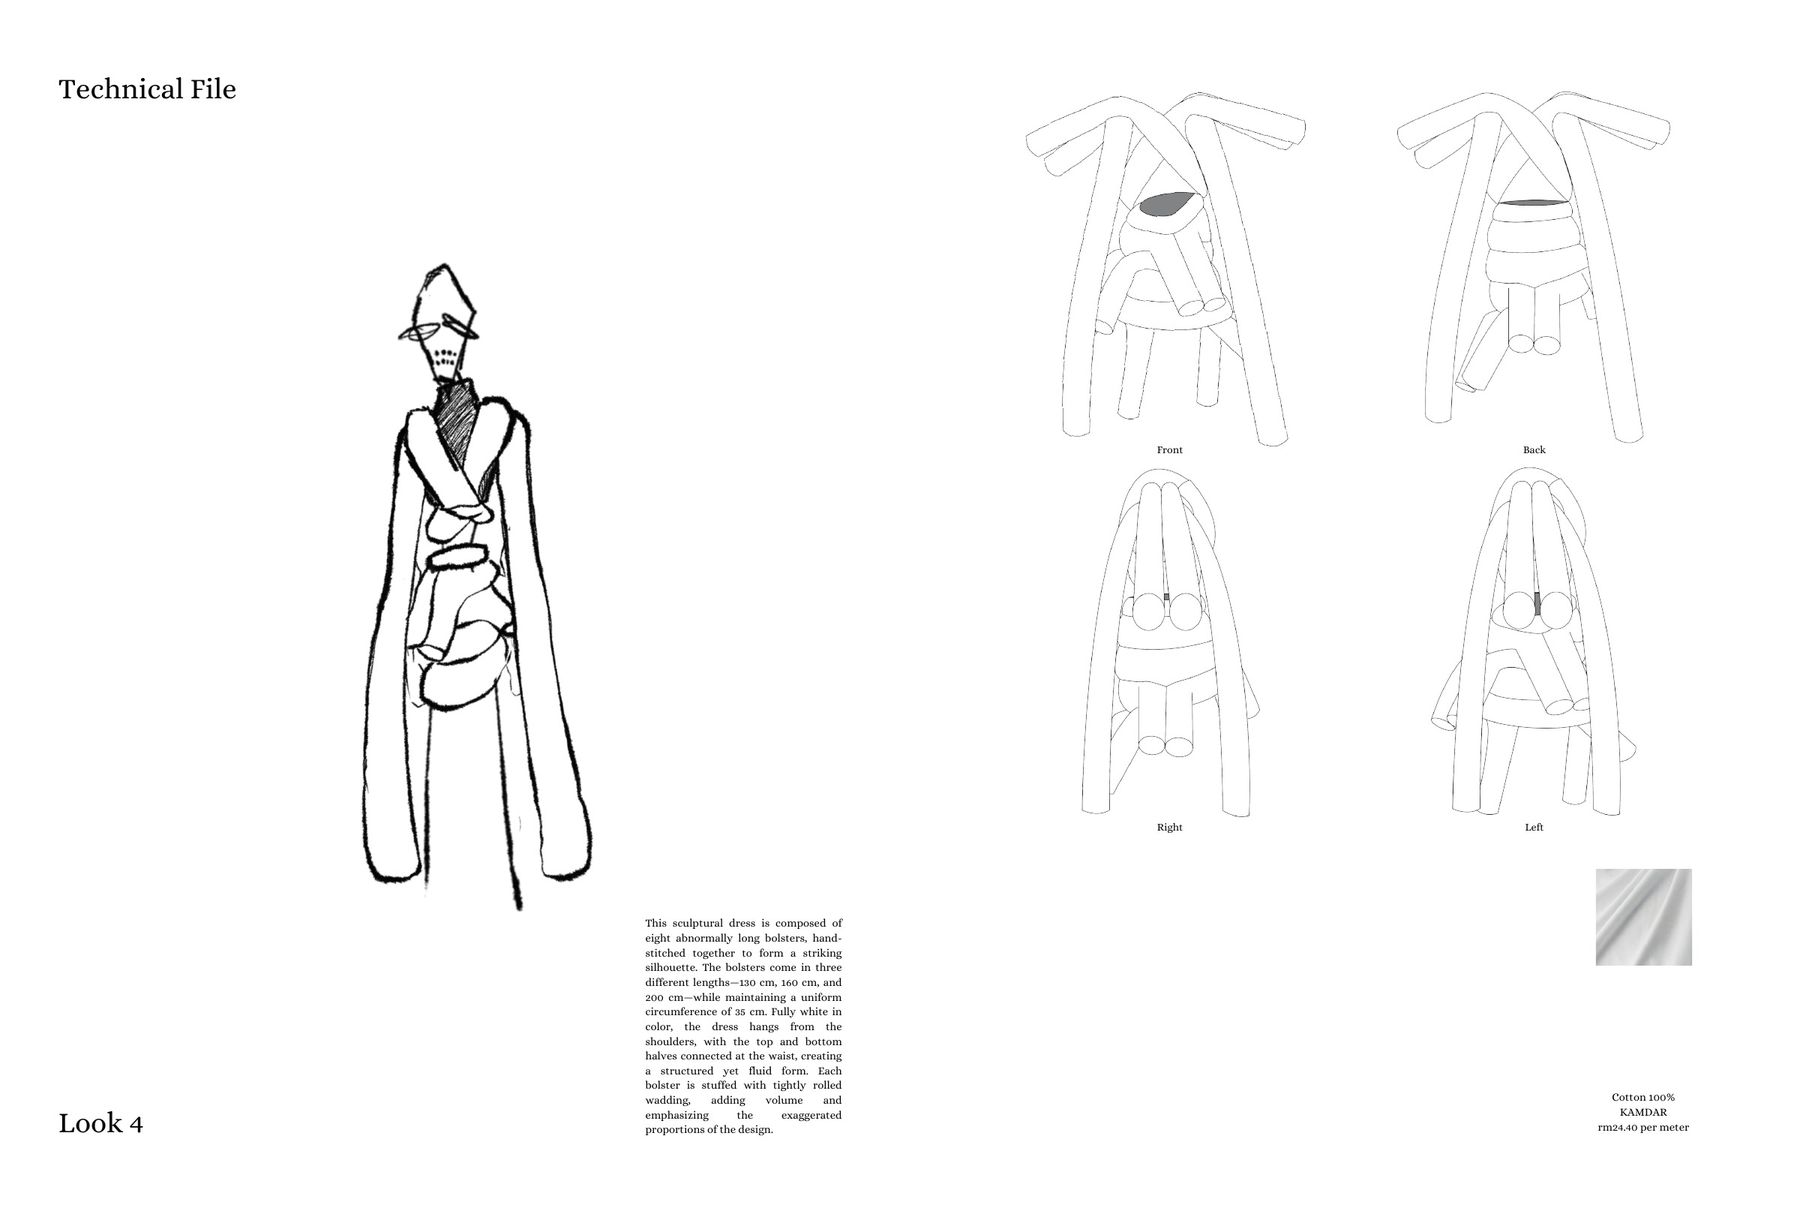 Technical File
Front
Back
Right
Left
This sculptural dress is composed of
eight abnormally long bolsters, hand-
stitched together to form a striking
silhouette. The bolsters come in three
different lengths—130 cm, 160 cm, and
200 cm—while maintaining a uniform
circumference of 35 cm. Fully white in
color, the dress hangs from the
shoulders, with the top and bottom
halves connected at the waist, creating
a structured yet fluid form. Each
bolster is stuffed with tightly rolled
wadding, adding volume and
emphasizing the exaggerated
proportions of the design.
Look 4
Cotton 100%
KAMDAR
rm24.40 per meter